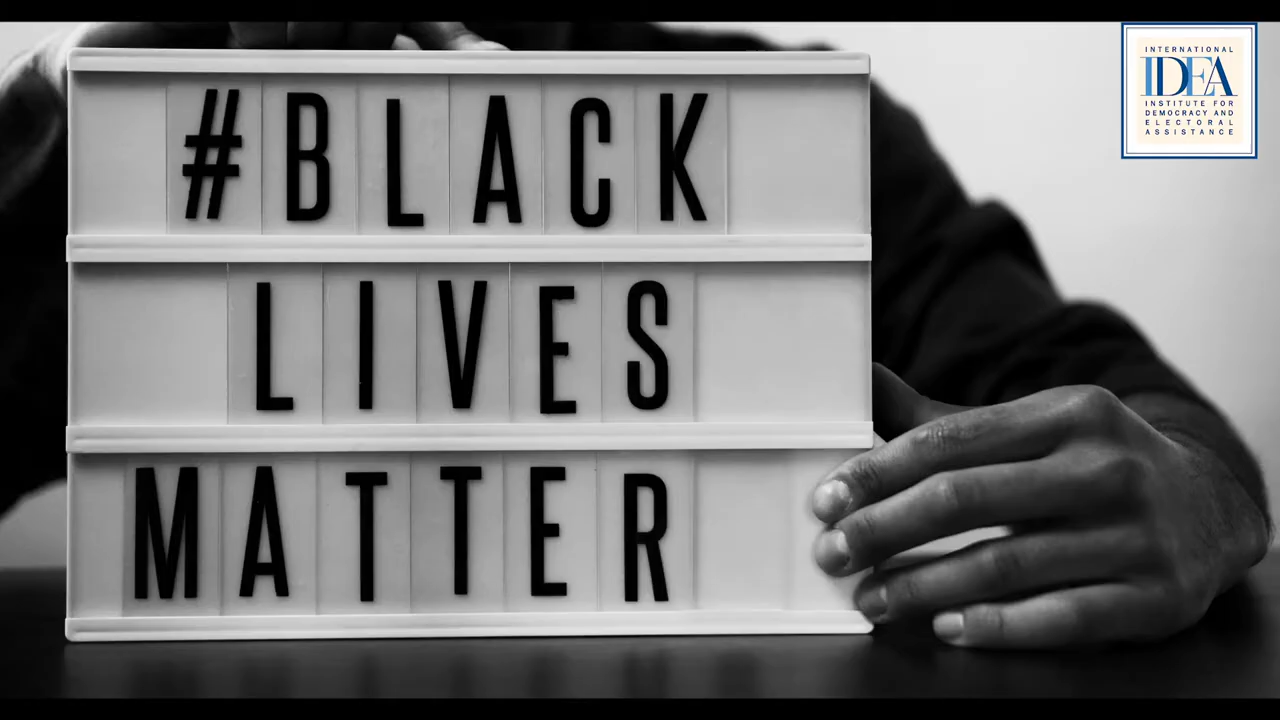 #BLACK
LIVES
MATTER
INTERNATIONAL
IDEA
INSTITUTE FOR
DEMOCRACY AND
ELECTORAL
ASSISTANCE